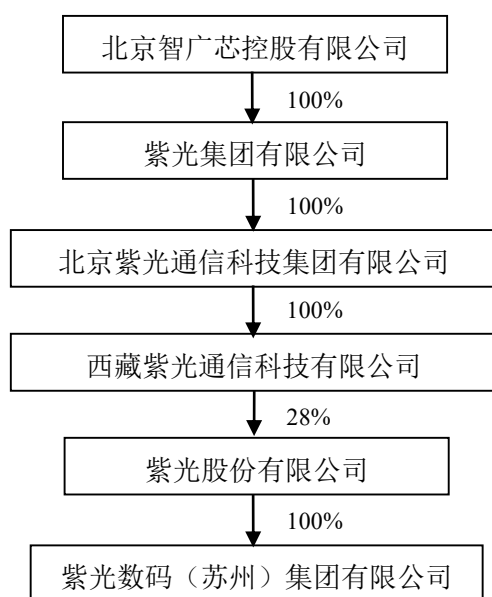 北京智广芯控股有限公司
100%
紫光集团有限公司
100%
北京紫光通信科技集团有限公司
100%
西藏紫光通信科技有限公司
28%
紫光股份有限公司
100%
紫光数码（苏州）集团有限公司